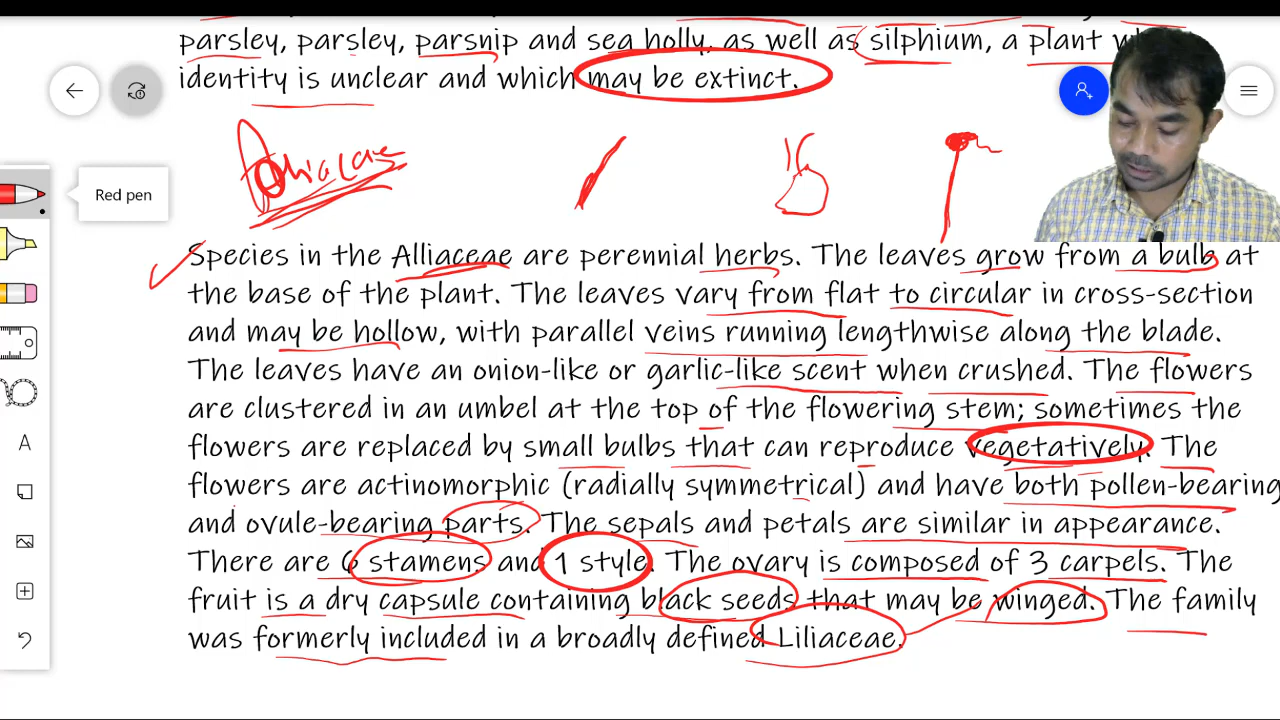 parsley, parsley, parsnip and sea holly, as well as silphium, a plant
identity is unclear and which may be extinct.
Red pen
Species in the Alliaceae are perennial herbs. The leaves grow from a bulb at
the base of the plant. The leaves vary from flat to circular in cross-section
and may be hollow, with parallel veins running lengthwise along the blade.
The leaves have an onion-like or garlic-like scent when crushed. The flowers
are clustered in an umbel at the top of the flowering stem; sometimes the
flowers are replaced by small bulbs that can reproduce vegetatively. The
flowers are actinomorphic (radially symmetrical) and have both pollen-bearing
and ovule-bearing parts. The sepals and petals are similar in appearance.
There are 6 stamens and 1 style. The ovary is composed of 3 carpels. The
fruit is a dry capsule containing black seeds that may be winged. The family
was formerly included in a broadly defined Liliaceae.
A